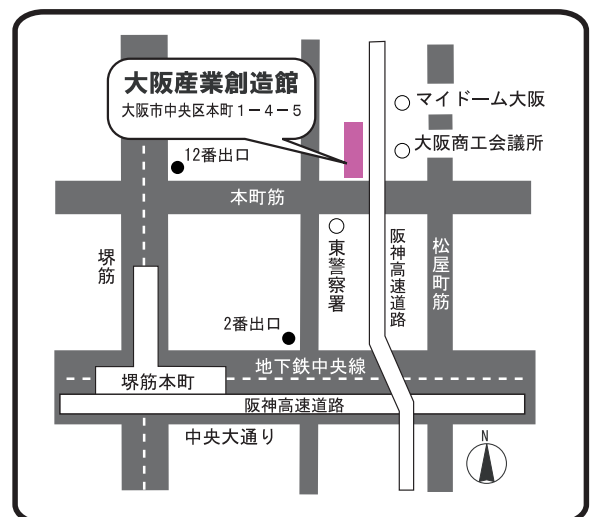 大阪産業創造館
大阪市中央区本町1－4－5
マイドーム大阪
大阪商工会議所
12番出口
本町筋
堺筋
東警察署
阪神高速道路
松屋町筋
2番出口
地下鉄中央線
堺筋本町
阪神高速道路
中央大通り
N